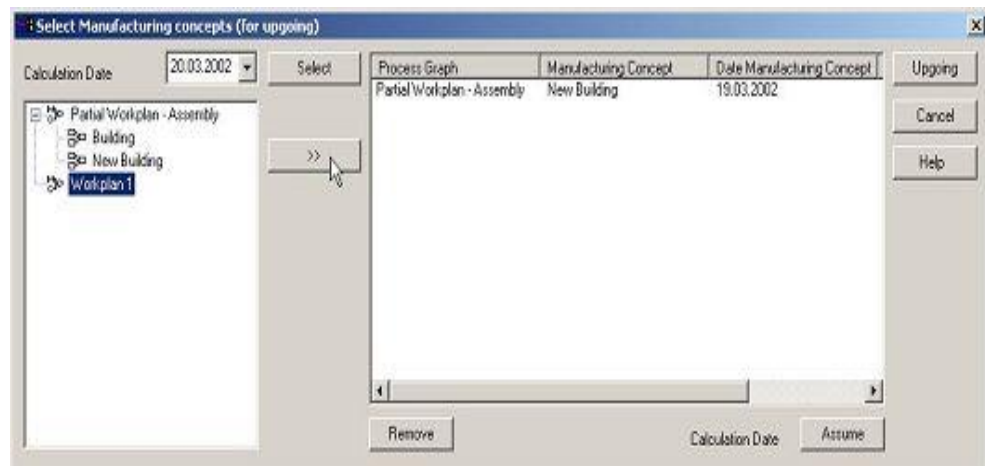 Select Manufacturing concepts (for upgoing)
Calculation Date 20.03.2002 Select
Partial Workplan - Assembly
Building
New Building
Workplan 1
>>
Process Graph Manufacturing Concept Date Manufacturing Concept
Partial Workplan - Assembly New Building 19.03.2002
Upgoing
Cancel
Help
Remove Calculation Date Assume